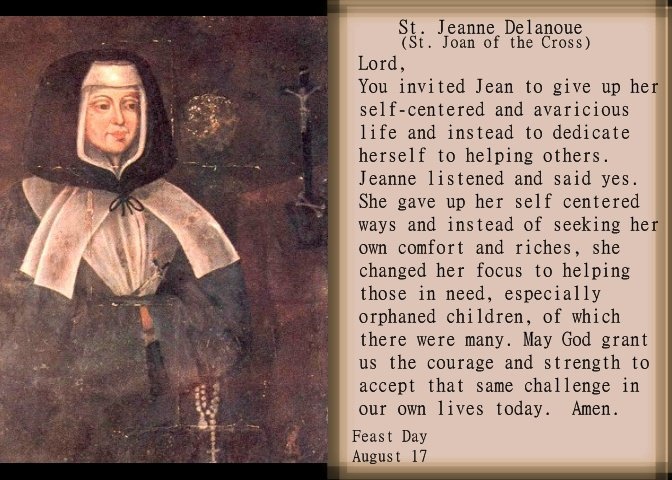 St. Jeanne Delanoue
(St. Joan of the Cross)
Lord,
You invited Jean to give up her
self-centered and avaricious
life and instead to dedicate
herself to helping others.
Jeanne listened and said yes.
She gave up her self centered
ways and instead of seeking her
own comfort and riches, she
changed her focus to helping
those in need, especially
orphaned children, of which
there were many. May God grant
us the courage and strength to
accept that same challenge in
our own lives today.  Amen.
Feast Day
August 17